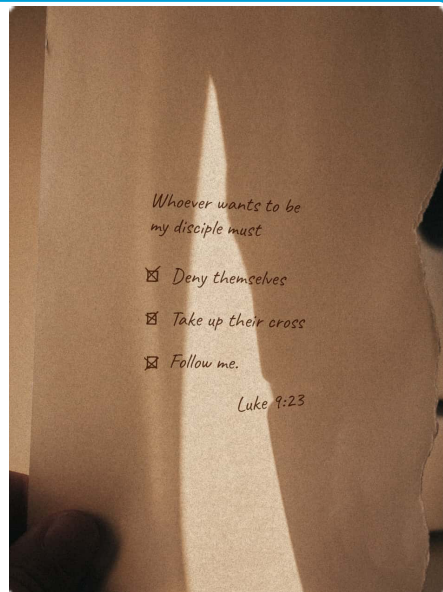 Whoever wants to be
my disciple must
☒ Deny themselves
☒ Take up their cross
☒ Follow me.
Luke 9:23